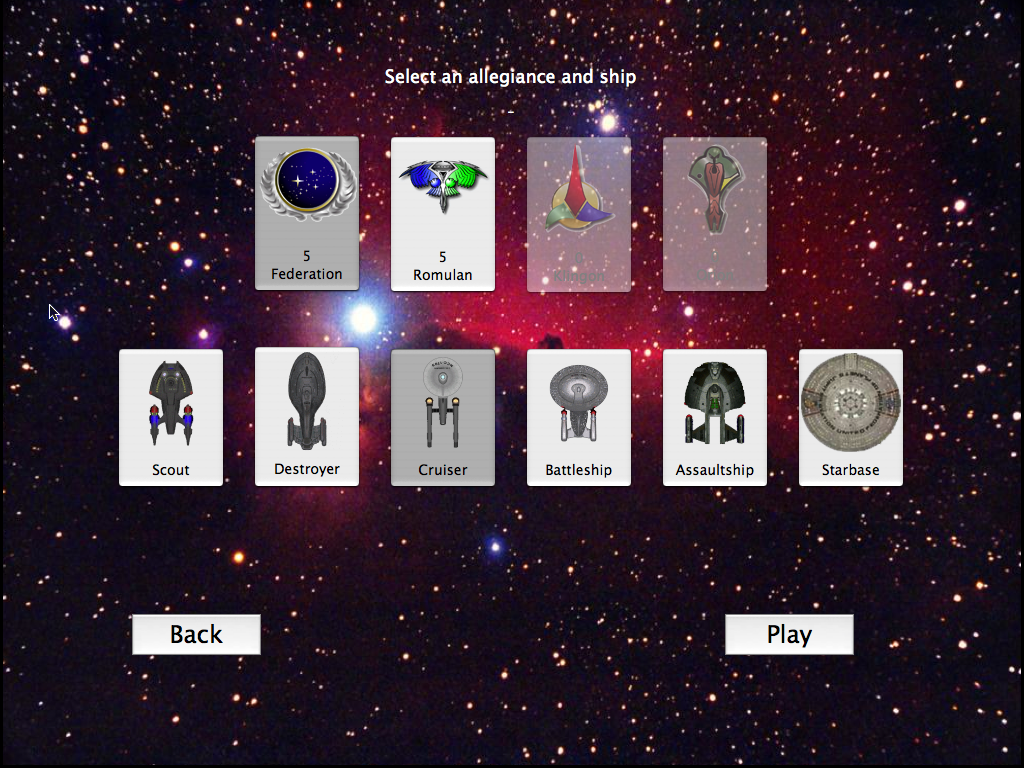 Select an allegiance and ship
-
5
Federation
5
Romulan
0
Klingon
Scout
Destroyer
Cruiser
Battleship
Assaultship
Starbase
Back
Play